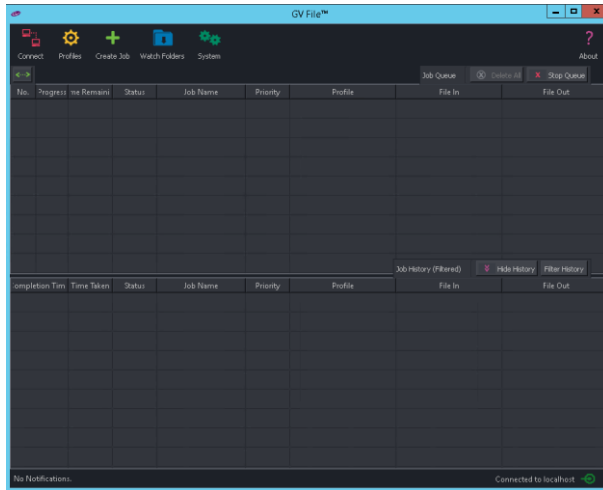 GV File™
?
Connect Profiles Create Job Watch Folders System About
<--> Job Queue Delete All X Stop Queue
No. Progress me Remaini Status Job Name Priority Profile File In File Out
Job History (Filtered) Hide History Filter History
ompletion Tim Time Taken Status Job Name Priority Profile File In File Out
No Notifications. Connected to localhost